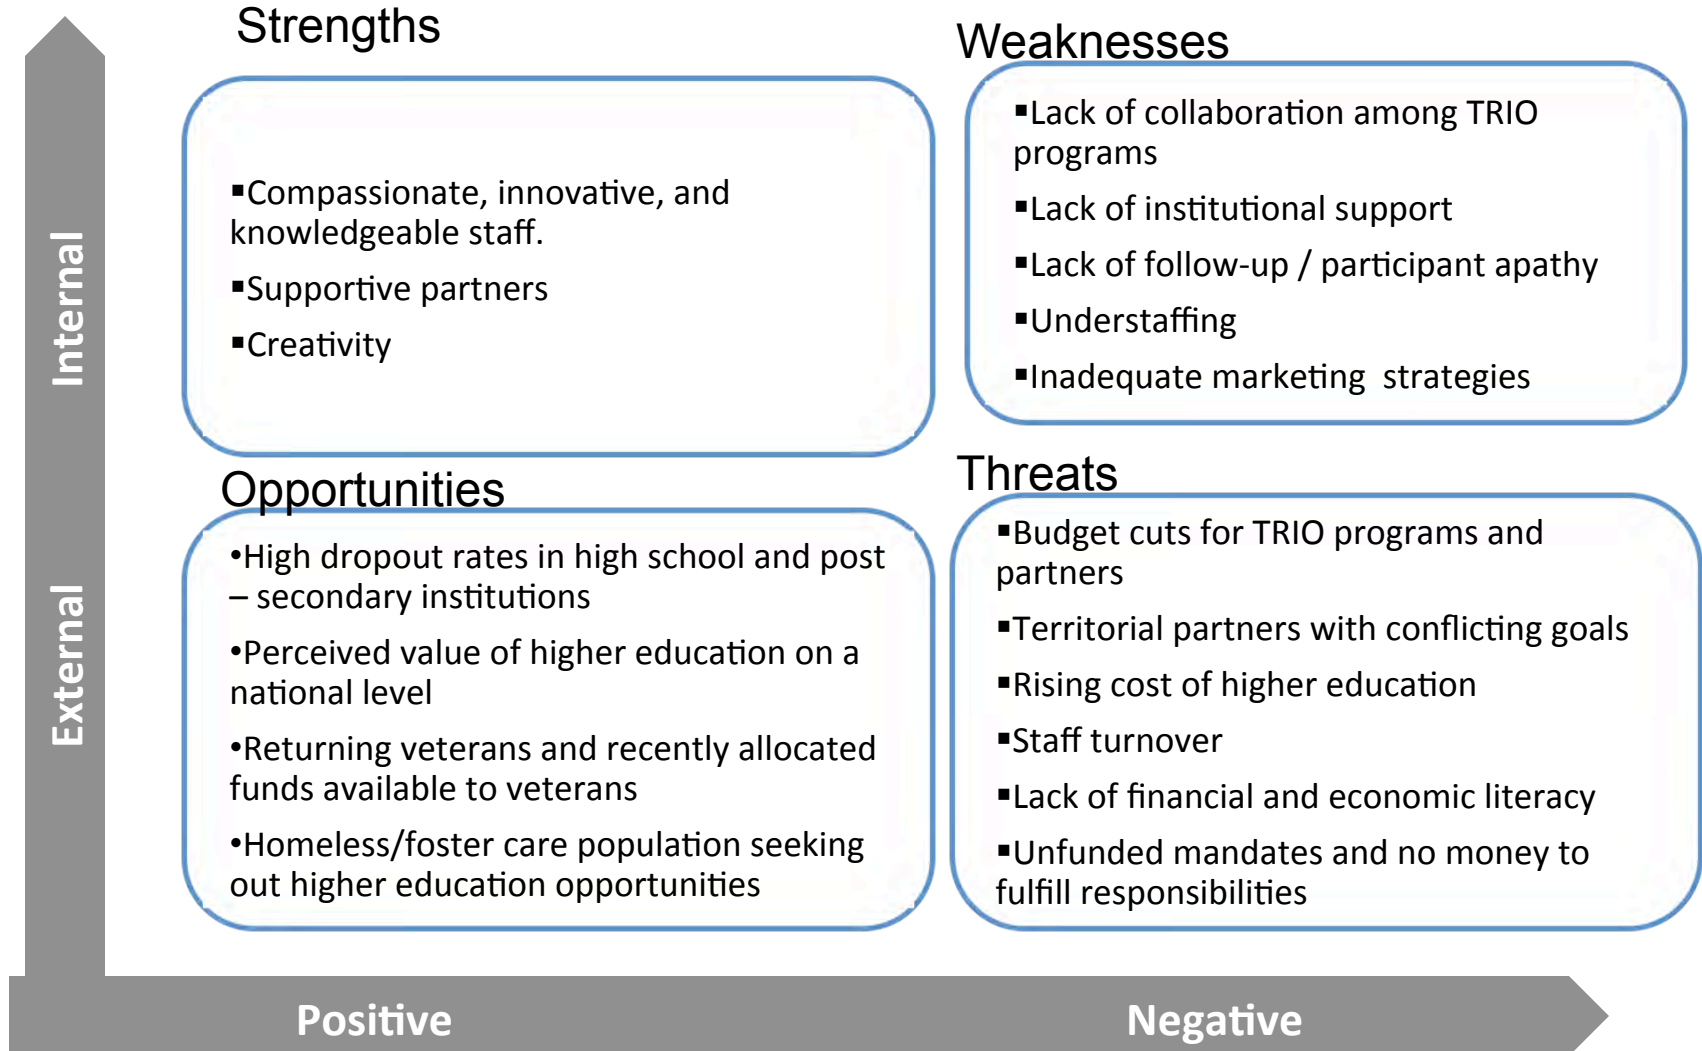 Strengths
▪Compassionate, innovative, and
knowledgeable staff.
▪Supportive partners
▪Creativity
Weaknesses
▪Lack of collaboration among TRIO
programs
▪Lack of institutional support
▪Lack of follow-up / participant apathy
▪Understaffing
▪Inadequate marketing  strategies
Internal
Opportunities
•High dropout rates in high school and post
– secondary institutions
•Perceived value of higher education on a
national level
•Returning veterans and recently allocated
funds available to veterans
•Homeless/foster care population seeking
out higher education opportunities
Threats
▪Budget cuts for TRIO programs and
partners
▪Territorial partners with conflicting goals
▪Rising cost of higher education
▪Staff turnover
▪Lack of financial and economic literacy
▪Unfunded mandates and no money to
fulfill responsibilities
External
Positive
Negative